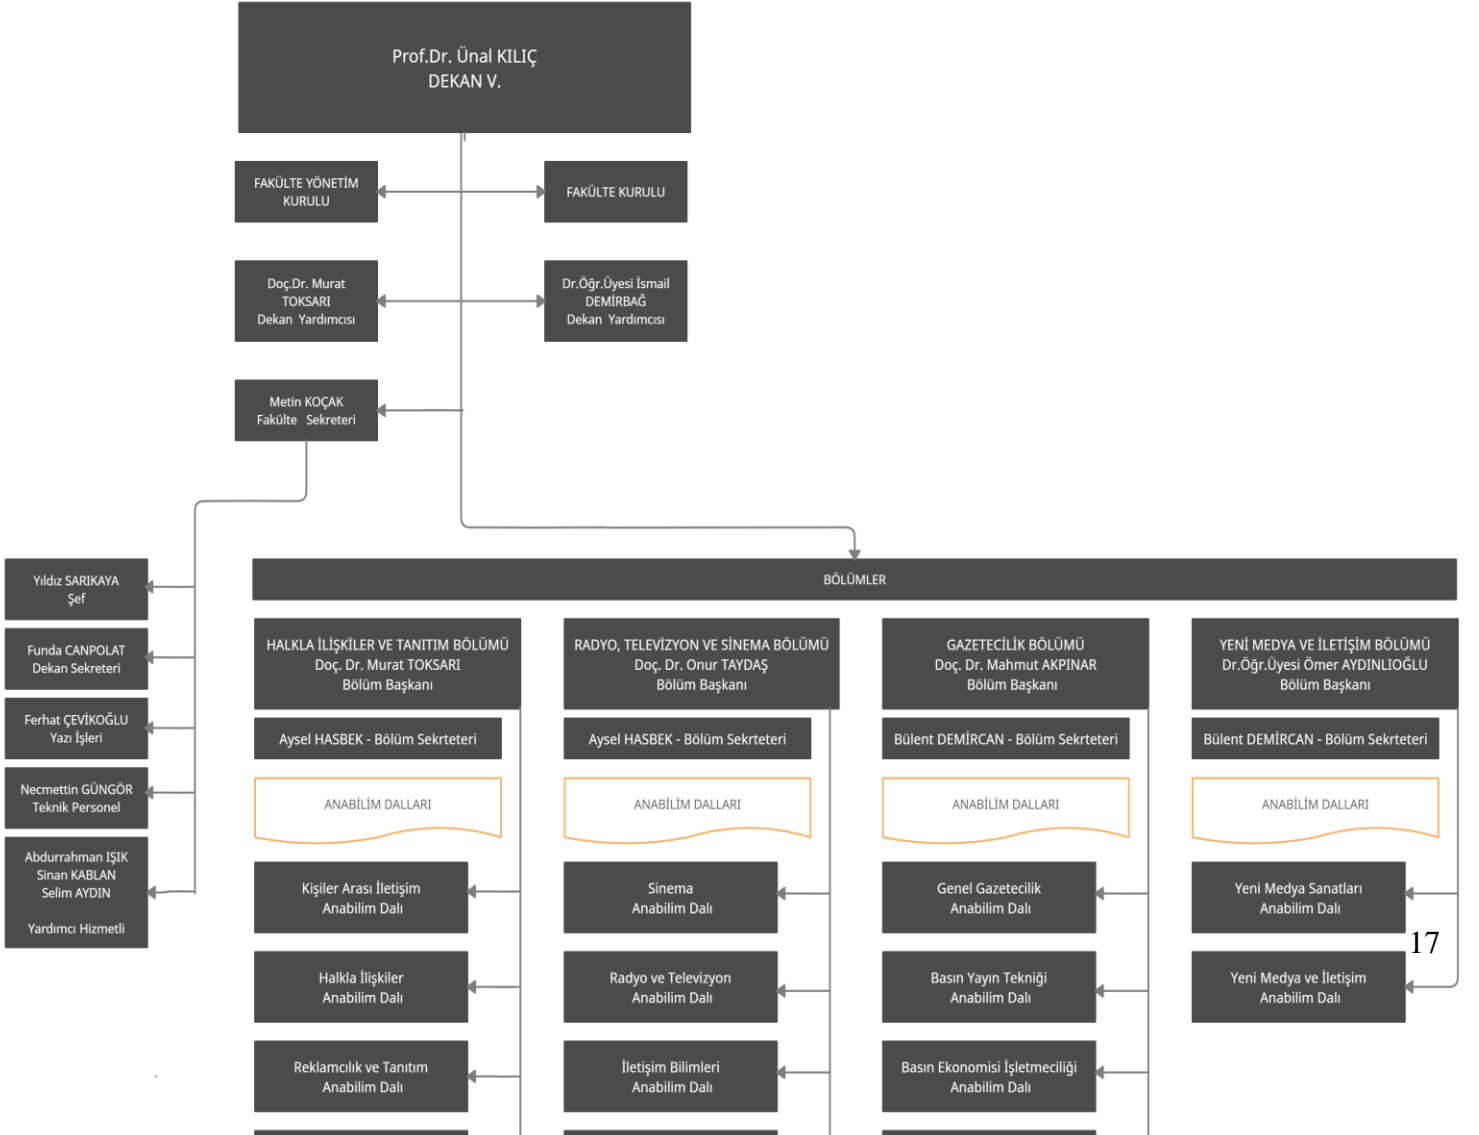 Prof.Dr. Ünal KILIÇ
DEKAN V.
FAKÜLTE YÖNETİM
KURULU
FAKÜLTE KURULU
Doç.Dr. Murat
TOKSARI
Dekan Yardımcısı
Dr.Öğr.Üyesi İsmail
DEMİRBAĞ
Dekan Yardımcısı
Metin KOÇAK
Fakülte Sekreteri
Yıldız SARIKAYA
Şef
Funda CANPOLAT
Dekan Sekreteri
Ferhat ÇEVİKOĞLU
Yazı İşleri
Necmettin GÜNGÖR
Teknik Personel
Abdurrahman IŞIK
Sinan KABLAN
Selim AYDIN
Yardımcı Hizmetli
BÖLÜMLER
HALKLA İLİŞKİLER VE TANITIM BÖLÜMÜ
Doç. Dr. Murat TOKSARI
Bölüm Başkanı
Aysel HASBEK - Bölüm Sekrteteri
ANABİLİM DALLARI
Kişiler Arası İletişim
Anabilim Dalı
Halkla İlişkiler
Anabilim Dalı
Reklamcılık ve Tanıtım
Anabilim Dalı
RADYO, TELEVİZYON VE SİNEMA BÖLÜMÜ
Doç. Dr. Onur TAYDAŞ
Bölüm Başkanı
Aysel HASBEK - Bölüm Sekrteteri
ANABİLİM DALLARI
Sinema
Anabilim Dalı
Radyo ve Televizyon
Anabilim Dalı
İletişim Bilimleri
Anabilim Dalı
GAZETECİLİK BÖLÜMÜ
Doç. Dr. Mahmut AKPINAR
Bölüm Başkanı
Bülent DEMİRCAN - Bölüm Sekrteteri
ANABİLİM DALLARI
Genel Gazetecilik
Anabilim Dalı
Basın Yayın Tekniği
Anabilim Dalı
Basın Ekonomisi İşletmeciliği
Anabilim Dalı
YENİ MEDYA VE İLETİŞİM BÖLÜMÜ
Dr.Öğr.Üyesi Ömer AYDINLIOĞLU
Bölüm Başkanı
Bülent DEMİRCAN - Bölüm Sekrteteri
ANABİLİM DALLARI
Yeni Medya Sanatları
Anabilim Dalı
Yeni Medya ve İletişim
Anabilim Dalı
17